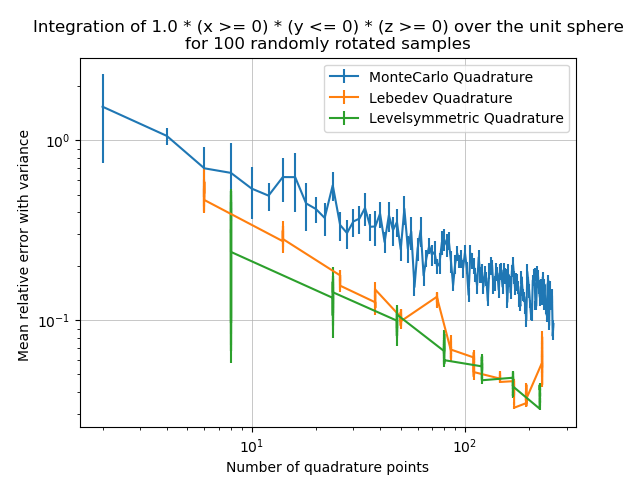 Integration of 1.0 * (x >= 0) * (y <= 0) * (z >= 0) over the unit sphere
for 100 randomly rotated samples
MonteCarlo Quadrature
Lebedev Quadrature
Levelsymmetric Quadrature
Mean relative error with variance
10⁰
10⁻¹
10¹
10²
Number of quadrature points